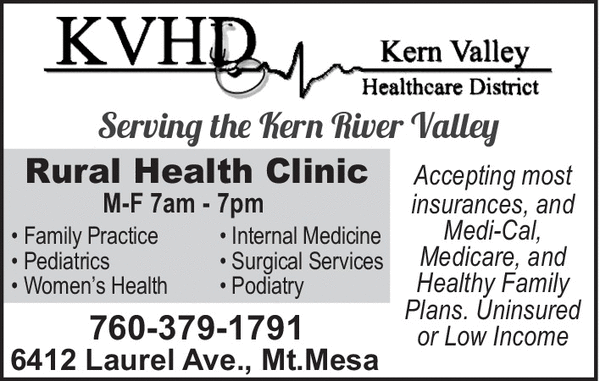 KVHD
Kern Valley
Healthcare District
Serving the Kern River Valley
Rural Health Clinic
M-F 7am - 7pm
• Family Practice
• Pediatrics
• Women's Health
• Internal Medicine
• Surgical Services
• Podiatry
760-379-1791
6412 Laurel Ave., Mt.Mesa
Accepting most
insurances, and
Medi-Cal,
Medicare, and
Healthy Family
Plans. Uninsured
or Low Income